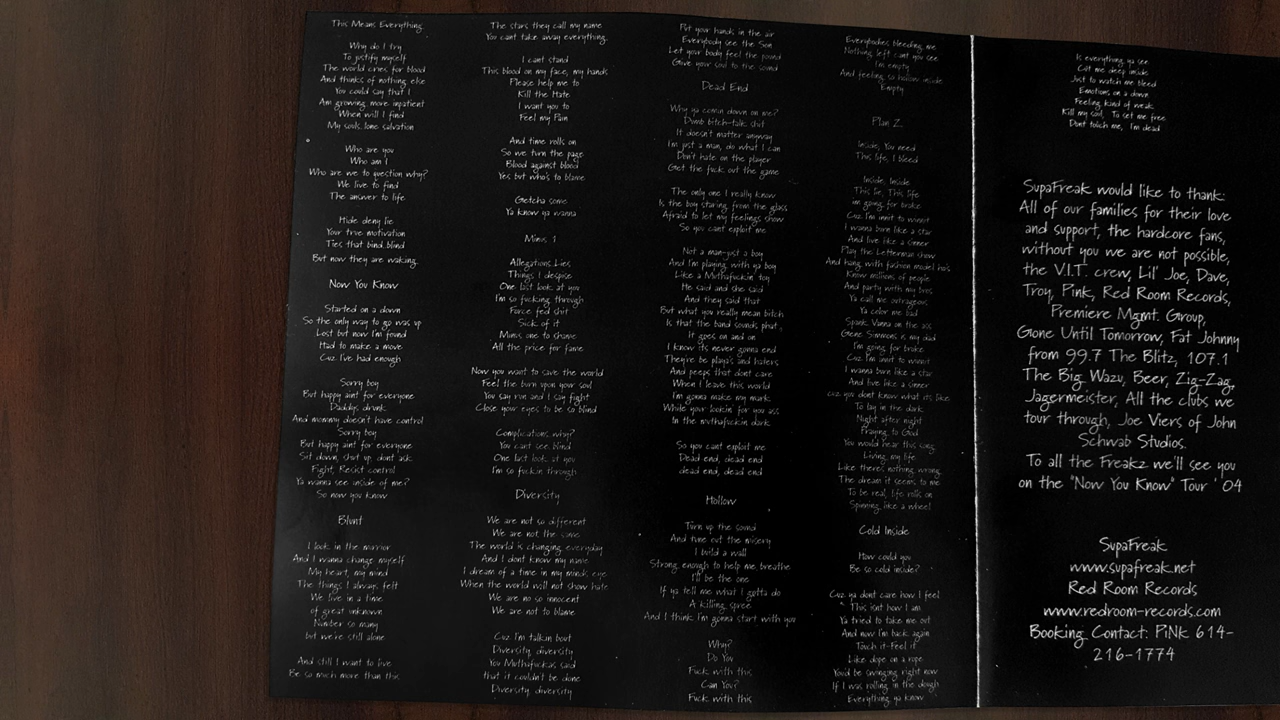 This Means Everything
Why do I try
To justify myself
The world cries for blood
And thinks of nothing else
You could say that I
Am growing more inpatient
When will I find
My souls lone salvation
Who are you
Who am I
Who are we to question why?
We live to find
The answer to life
Hide deny lie
Your true motivation
Ties that bind..blind
But now they are waking.
Now You Know
Started on a down
So the only way to go was up
Lost but now I'm found
Had to make a move
Cuz I've had enough
Sorry boy
But happy aint for everyone
Daddy's drunk
And mommy doesn't have control
Sorry boy
But happy aint for everyone
Sit down, shut up, dont ask
Fight, Resist control
Ya wanna see inside of me?
So now you know
Blunt
I look in the mirror
And I wanna change myself
My heart, my mind
The things I always felt
We live in a time
of great unknown
Number so many
but we're still alone
And still I want to live
Be so much more than this
The stars they call my name
You cant take away everything
I cant stand
This blood on my face, my hands
Please help me to
Kill the Hate
I want you to
Feel my Pain
And time rolls on
So we turn the page
Blood against blood
Yes but who's to blame
Getcha some
Ya know ya wanna
Minus 1
Allegations Lies
Things I despise
One last look at you
I'm so fucking through
Force fed shit
Sick of it
Minus one to shame
All the price for fame
Now you want to save the world
Feel the burn upon your soul
You say run and I say fight
Close your eyes to be so blind
Complications why?
You cant see blind
One last look at you
I'm so fuckin through
Diversity
We are not so different
We are not the same
The world is changing everyday
And I dont know my name
I dream of a time in my minds eye
When the world will not show hate
We are no so innocent
We are not to blame
Cuz I'm talkin bout
Diversity, diversity
You Muthafuckas said
that it couldn't be done
Diversity, diversity
Put your hands in the air
Everybody see the Son
Let your body feel the pound
Give your soul to the sound
Dead End
Why ya comin down on me?
Dumb bitch-talk shit
It doesn't matter anyway
I'm just a man, do what I can
Don't hate on the player
Get the fuck out the game
The only one I really know
Is the boy staring from the glass
Afraid to let my feelings show
So you cant exploit me
Not a man-just a boy
And I'm playing with ya boy
Like a Muthafuckin toy
He said and she said
And they said that
But what you really mean bitch
Is that the band sounds phat
It goes on and on
I know its never gonna end
They're playa's and haters
And peeps that dont care
When I leave this world
I'm gonna make my mark
While your lookin for you ass
In the muthafuckin dark
So you cant exploit me
Dead end, dead end
dead end, dead end
Hollow
Turn up the sound
And tune out the misery
I build a wall
Strong enough to help me breathe
I'll be the one
If ya tell me what I gotta do
A killing spree
And I think I'm gonna start with you
Why?
Do You
Fuck with this
Can You?
Fuck with this
Everybodies bleeding me
Nothing left cant you see
I'm empty
And feeling so hollow inside
Empty
Plan Z
Inside, You need
This life, I bleed
Inside, Inside
This lie, This life
im going for broke
Cuz I'm innit to winnit
I wanna burn like a star
And live like a sinner
Play the Letterman show
And hang with fashion model ho's
Know millions of people
And party with my bros
Ya call me outrageous
Ya color me bad
Spank Vanna on the ass
Gene Simmons is my dad
I'm going for broke
Cuz I'm innit to winnit
I wanna burn like a star
And live like a sinner
cuz you dont know what its like
To lay in the dark
Night after night
Praying to God
You would hear this song
Living my life
Like there's nothing wrong
The dream it seems to me
To be real, life rolls on
Spinning like a wheel
Cold Inside
How could you
Be so cold inside?
Cuz ya dont care how I feel
This isnt how I am
Ya tried to take me out
And now I'm back again
Touch it-Feel it
Like dope on a rope
You'd be swinging right now
If I was rolling in the dough
Everything ya know
Is everything ya see
Cut me deep inside
Just to watch me bleed
Emotions on a down
Feeling kind of weak
Kill my soul, To set me free
Dont touch me, I'm dead
SupaFreak would like to thank:
All of our families for their love
and support, the hardcore fans,
without you we are not possible,
the V.I.T. crew, Lil' Joe, Dave,
Troy, Pink, Red Room Records,
Premiere Mgmt. Group,
Gone Until Tomorrow, Fat Johnny
from 99.7 The Blitz, 107.1
The Big Wazu, Beer, Zig-Zag,
Jagermeister, All the clubs we
tour through, Joe Viers of John
Schwab Studios.
To all the Freakz we'll see you
on the "Now You Know" Tour ' 04
SupaFreak
www.supafreak.net
Red Room Records
www.redroom-records.com
Booking Contact: PiNk 614-
216-1774